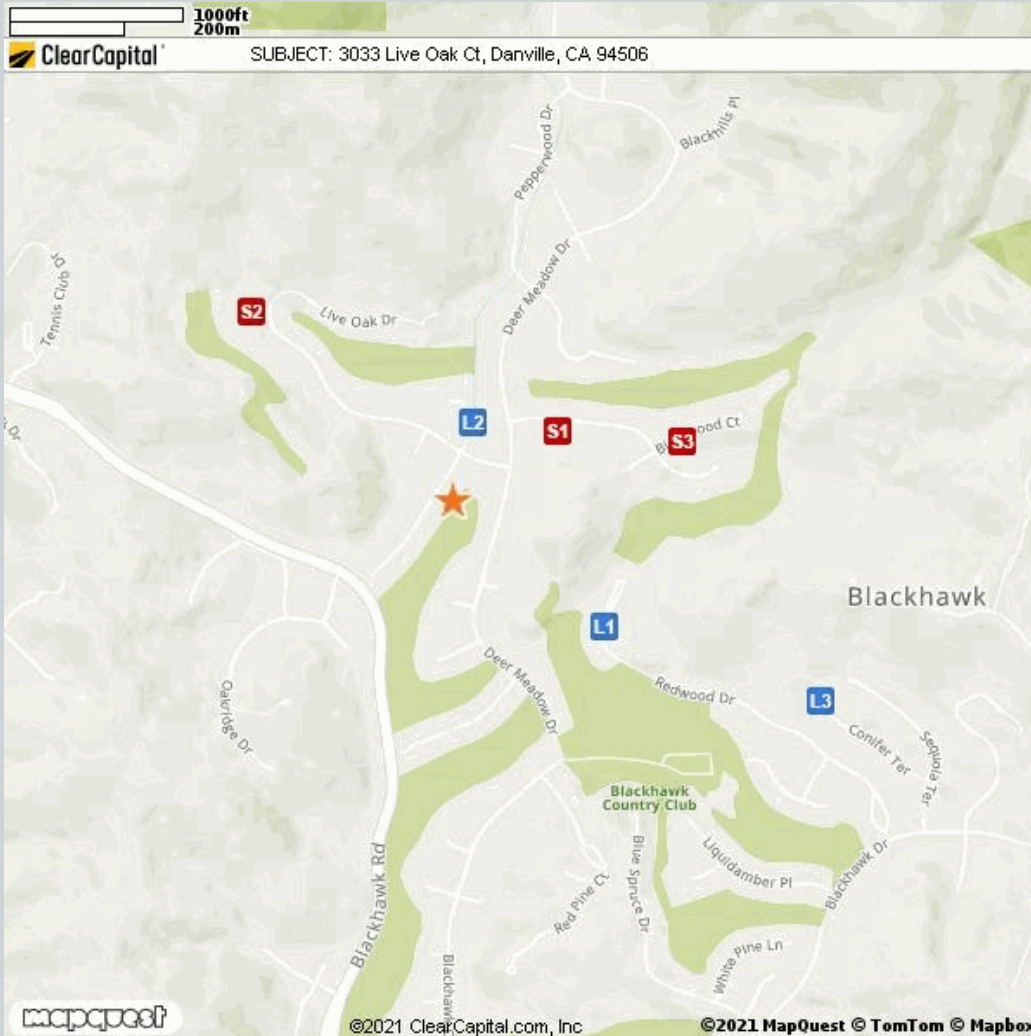 1000ft
200m
ClearCapital SUBJECT: 3033 Live Oak Ct, Danville, CA 94506
Blackhills Pl
Pepperwood Dr
Deer Meadow Dr
Tennis Club Dr
S2
Live Oak Dr
L2
S1
S3
ood Ct
k Dr
Blackhawk
L1
Deer Meadow Dr
Redwood Dr
L3
Oakridge Dr
Conifer Ter
Sequoia Ter
Blackhawk
Country Club
Blackhawk Rd
Blue Spruce Dr
Liquidamber Pl
Blackhawk Dr
Red Pine Ct
White Pine Ln
Blackhawk
mapquest
©2021 ClearCapital.com, Inc
©2021 MapQuest © TomTom © Mapbox